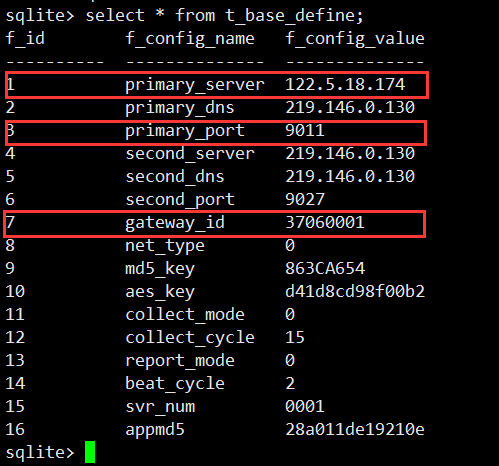 sqlite> select * from t_base_define;
f_id        f_config_name   f_config_value
----------  --------------  --------------
1           primary_server  122.5.18.174
2           primary_dns     219.146.0.130
3           primary_port    9011
4           second_server   219.146.0.130
5           second_dns      219.146.0.130
6           second_port     9027
7           gateway_id      37060001
8           net_type        0
9           md5_key         863CA654
10          aes_key         d41d8cd98f00b2
11          collect_mode    0
12          collect_cycle   15
13          report_mode     0
14          beat_cycle      2
15          svr_num         0001
16          appmd5          28a011de19210e
sqlite>